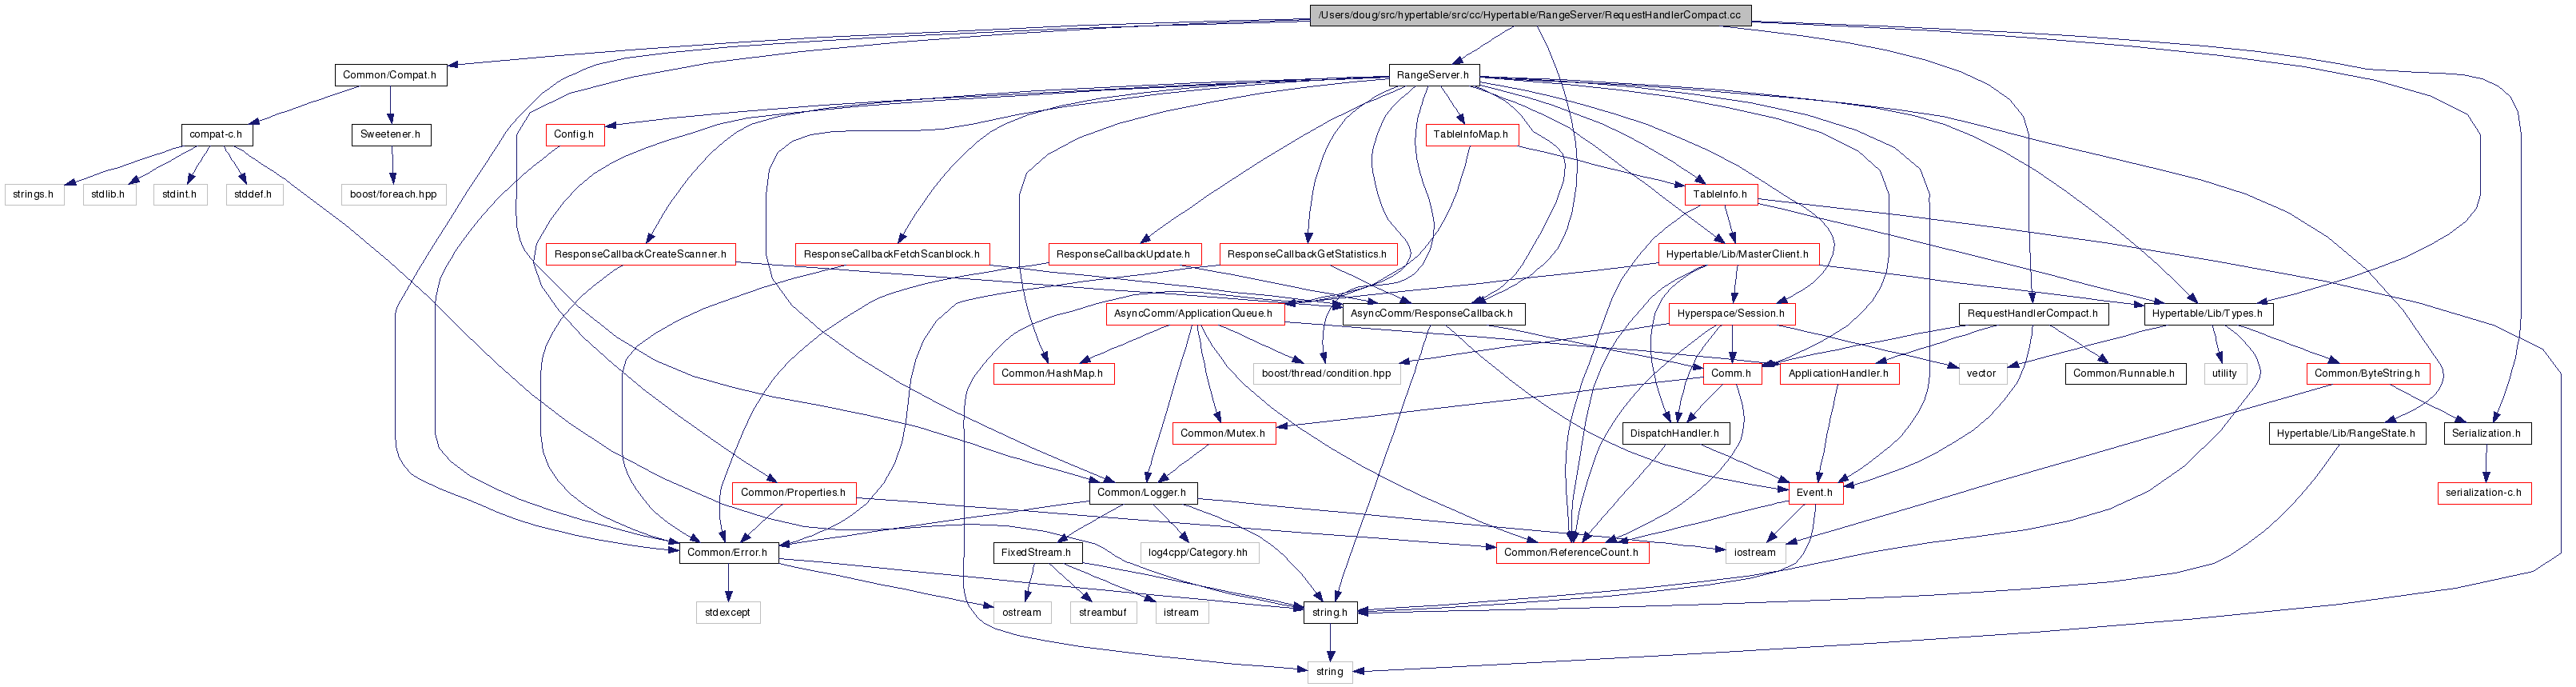 /Users/doug/src/hypertable/src/cc/Hypertable/RangeServer/RequestHandlerCompact.cc
Common/Compat.h
RangeServer.h
compat-c.h
Sweetener.h
Config.h
TableInfoMap.h
strings.h
stdlib.h
stdint.h
stddef.h
boost/foreach.hpp
TableInfo.h
ResponseCallbackCreateScanner.h
ResponseCallbackFetchScanblock.h
ResponseCallbackUpdate.h
ResponseCallbackGetStatistics.h
Hypertable/Lib/MasterClient.h
AsyncComm/ApplicationQueue.h
AsyncComm/ResponseCallback.h
Hyperspace/Session.h
RequestHandlerCompact.h
Hypertable/Lib/Types.h
Common/HashMap.h
boost/thread/condition.hpp
Comm.h
ApplicationHandler.h
vector
Common/Runnable.h
utility
Common/ByteString.h
Common/Mutex.h
DispatchHandler.h
Hypertable/Lib/RangeState.h
Serialization.h
Common/Properties.h
Common/Logger.h
Event.h
serialization-c.h
Common/Error.h
FixedStream.h
log4cpp/Category.hh
Common/ReferenceCount.h
iostream
stdexcept
ostream
streambuf
istream
string.h
string